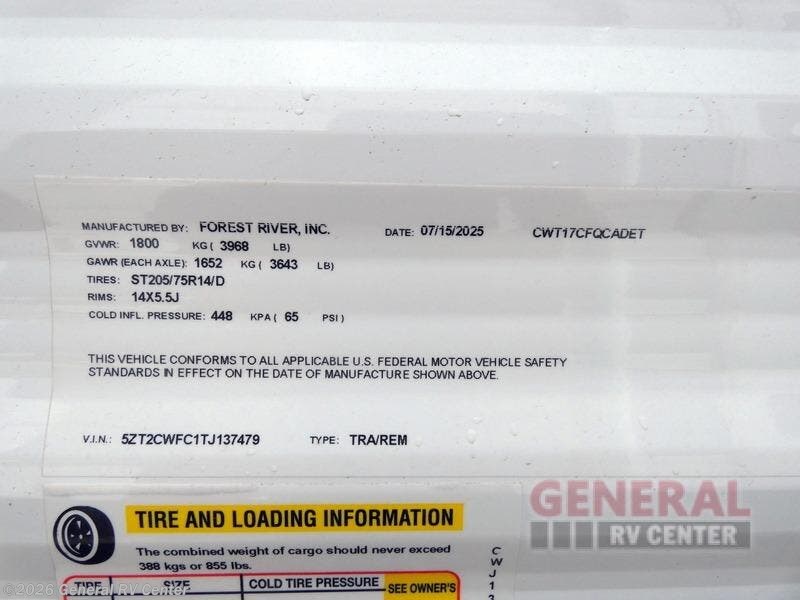 MANUFACTURED BY: FOREST RIVER, INC. DATE: 07/15/2025 CWT17CFQCADET
GVWR: 1800 KG ( 3968 LB)
GAWR (EACH AXLE): 1652 KG ( 3643 LB)
TIRES: ST205/75R14/D
RIMS: 14X5.5J
COLD INFL. PRESSURE: 448 KPA ( 65 PSI )
THIS VEHICLE CONFORMS TO ALL APPLICABLE U.S. FEDERAL MOTOR VEHICLE SAFETY
STANDARDS IN EFFECT ON THE DATE OF MANUFACTURE SHOWN ABOVE.
V.I.N.: 5ZT2CWFC1TJ137479 TYPE: TRA/REM
TIRE AND LOADING INFORMATION
The combined weight of cargo should never exceed
388 kgs or 855 lbs.
TIRE SIZE COLD TIRE PRESSURE SEE OWNER'S
CWJ13
GENERAL
RV CENTER
©2026 General RV Center